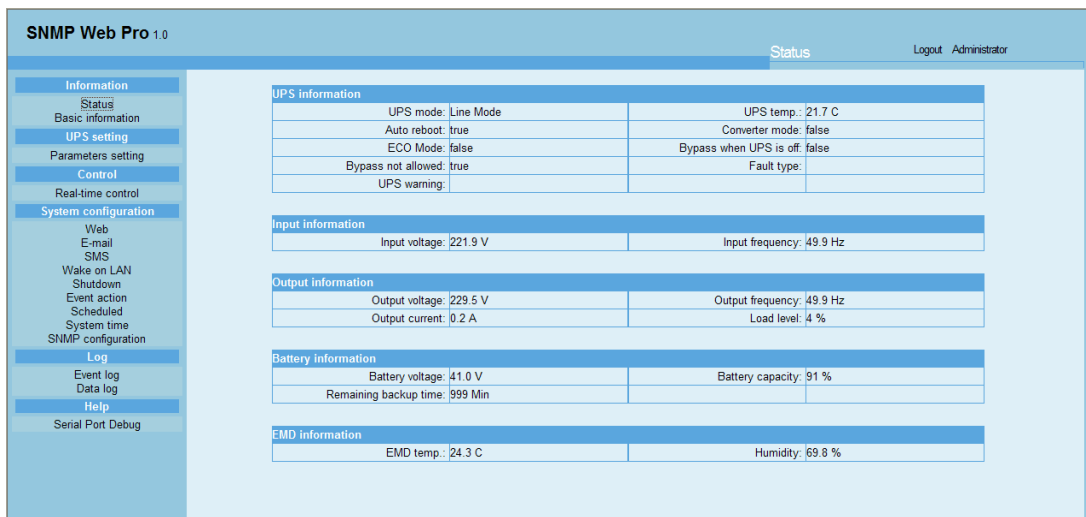 SNMP Web Pro 1.0
Status
Logout Administrator
Information
Status
Basic information
UPS setting
Parameters setting
Control
Real-time control
System configuration
Web
E-mail
SMS
Wake on LAN
Shutdown
Event action
Scheduled
System time
SNMP configuration
Log
Event log
Data log
Help
Serial Port Debug
UPS information
UPS mode: Line Mode UPS temp.: 21.7 C
Auto reboot: true Converter mode: false
ECO Mode: false Bypass when UPS is off: false
Bypass not allowed: true Fault type:
UPS warning:
Input information
Input voltage: 221.9 V Input frequency: 49.9 Hz
Output information
Output voltage: 229.5 V Output frequency: 49.9 Hz
Output current: 0.2 A Load level: 4 %
Battery information
Battery voltage: 41.0 V Battery capacity: 91 %
Remaining backup time: 999 Min
EMD information
EMD temp.: 24.3 C Humidity: 69.8 %